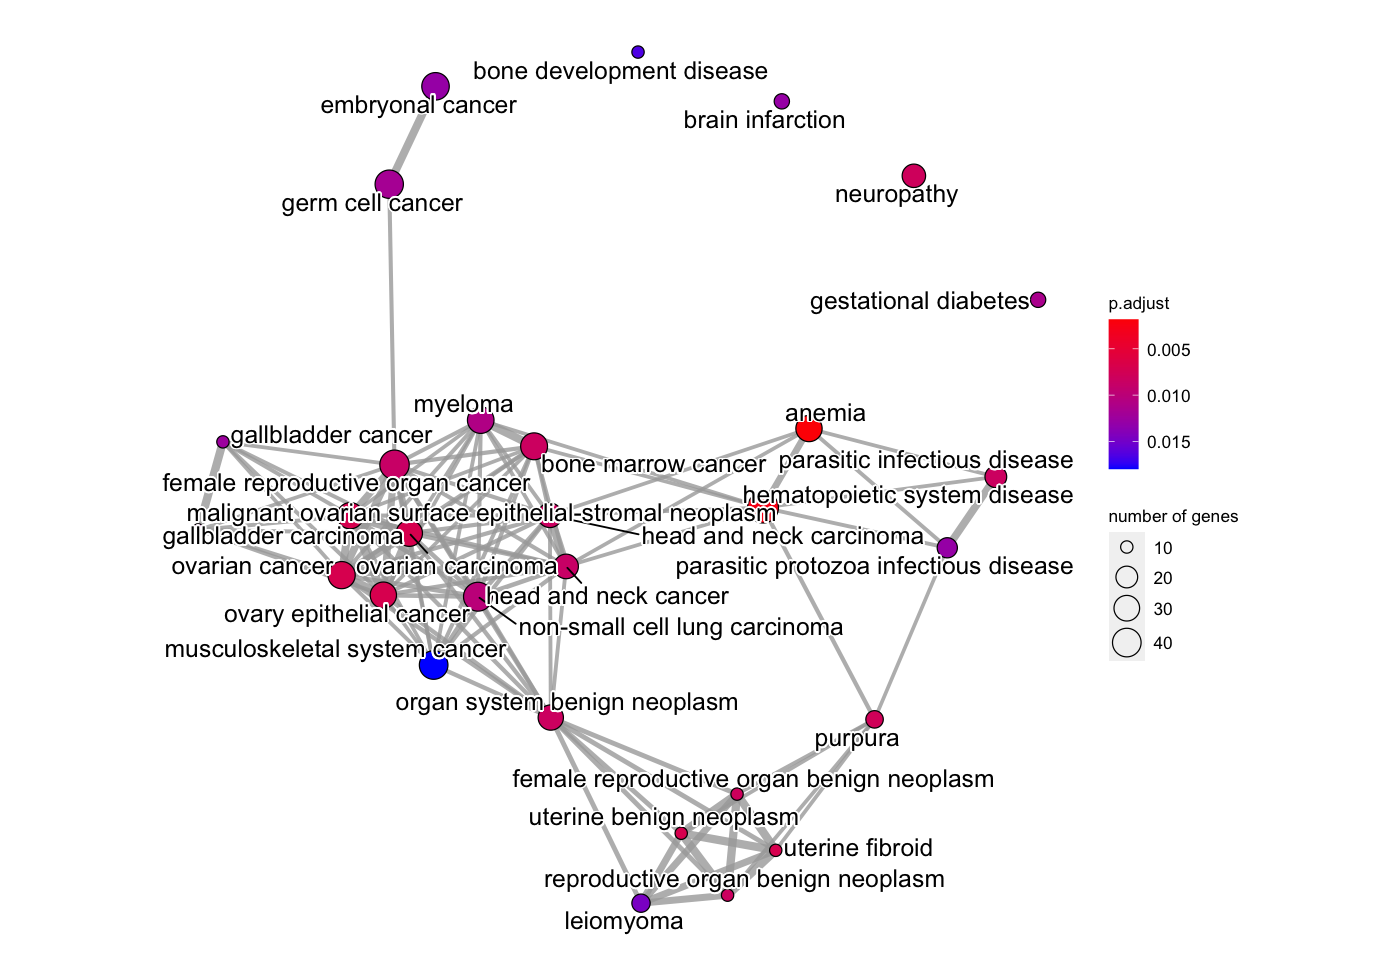 bone development disease
embryonal cancer
brain infarction
neuropathy
germ cell cancer
gestational diabetes
p.adjust
0.005
0.010
0.015
myeloma
anemia
gallbladder cancer
bone marrow cancer
parasitic infectious disease
female reproductive organ cancer
hematopoietic system disease
malignant ovarian surface epithelial-stromal neoplasm
gallbladder carcinoma
head and neck carcinoma
ovarian cancer
ovarian carcinoma
parasitic protozoa infectious disease
head and neck cancer
ovary epithelial cancer
non-small cell lung carcinoma
musculoskeletal system cancer
number of genes
10
20
30
40
organ system benign neoplasm
purpura
female reproductive organ benign neoplasm
uterine benign neoplasm
uterine fibroid
reproductive organ benign neoplasm
leiomyoma